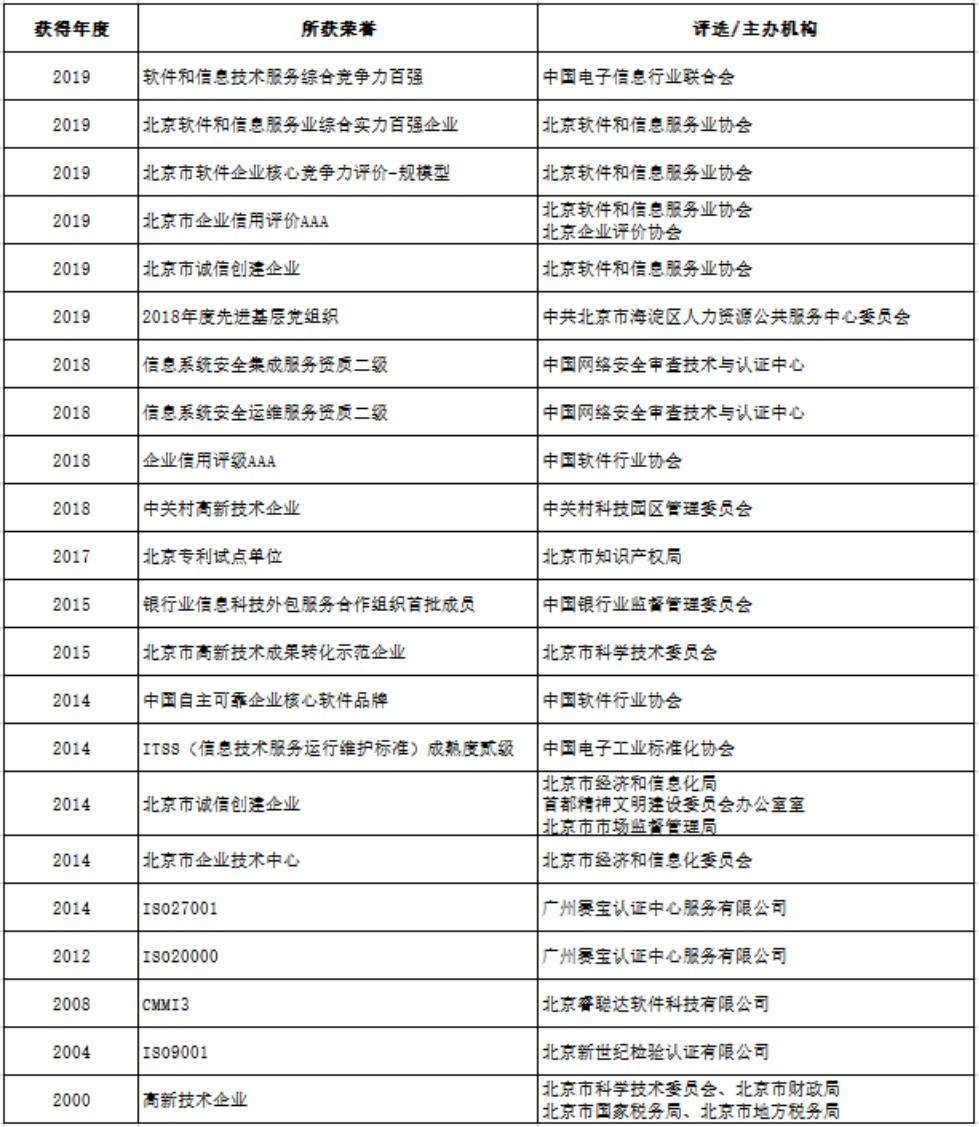 获得年度 所获荣誉 评选/主办机构
2019 软件和信息技术服务综合竞争力百强 中国电子信息行业联合会
2019 北京软件和信息服务业综合实力百强企业 北京软件和信息服务业协会
2019 北京市软件企业核心竞争力评价-规模型 北京软件和信息服务业协会
2019 北京市企业信用评价AAA 北京软件和信息服务业协会
北京企业评价协会
2019 北京市诚信创建企业 北京软件和信息服务业协会
2019 2018年度先进基层党组织 中共北京市海淀区人力资源公共服务中心委员会
2018 信息系统安全集成服务资质二级 中国网络安全审查技术与认证中心
2018 信息系统安全运维服务资质二级 中国网络安全审查技术与认证中心
2018 企业信用评级AAA 中国软件行业协会
2018 中关村高新技术企业 中关村科技园区管理委员会
2017 北京专利试点单位 北京市知识产权局
2015 银行业信息科技外包服务合作组织首批成员 中国银行业监督管理委员会
2015 北京市高新技术成果转化示范企业 北京市科学技术委员会
2014 中国自主可靠企业核心软件品牌 中国软件行业协会
2014 ITSS（信息技术服务运行维护标准）成熟度贰级 中国电子工业标准化协会
2014 北京市诚信创建企业 北京市经济和信息化局
首都精神文明建设委员会办公室室
北京市市场监督管理局
2014 北京市企业技术中心 北京市经济和信息化委员会
2014 ISO27001 广州赛宝认证中心服务有限公司
2012 ISO20000 广州赛宝认证中心服务有限公司
2008 CMMI3 北京睿聪达软件科技有限公司
2004 ISO9001 北京新世纪检验认证有限公司
2000 高新技术企业 北京市科学技术委员会、北京市财政局
北京市国家税务局、北京市地方税务局